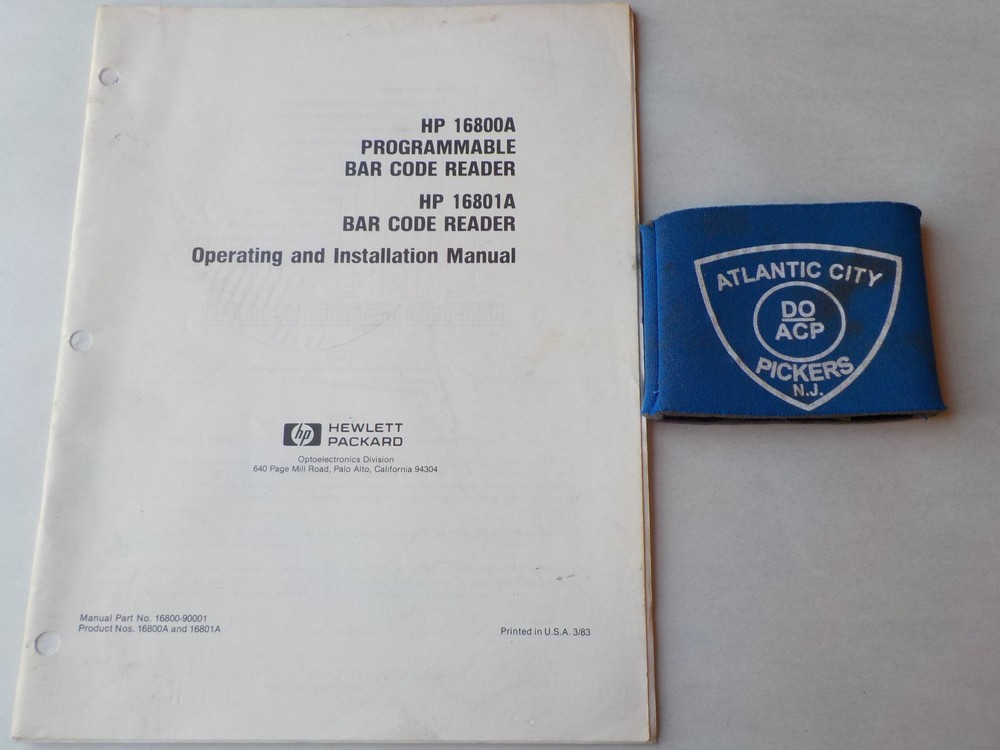 HP 16800A
PROGRAMMABLE
BAR CODE READER
HP 16801A
BAR CODE READER
Operating and Installation Manual
hp HEWLETT
PACKARD
Optoelectronics Division
640 Page Mill Road, Palo Alto, California 94304
Manual Part No. 16800-90001
Product Nos. 16800A and 16801A
Printed in U.S.A. 3/83
ATLANTIC CITY
DO
ACP
PICKERS
N.J.